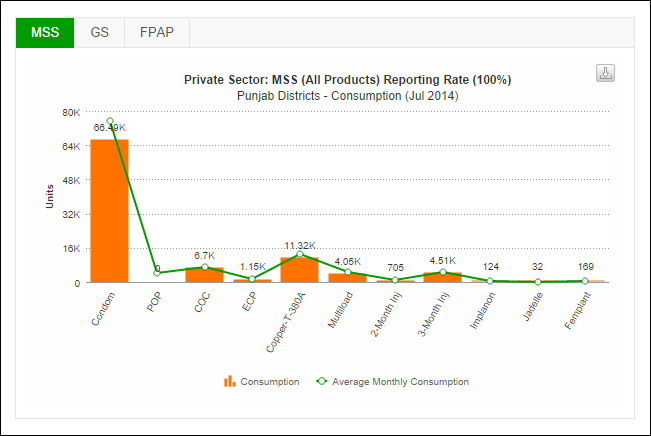 MSS GS FPAP
Private Sector: MSS (All Products) Reporting Rate (100%)
Punjab Districts - Consumption (Jul 2014)
Units
80K
64K
48K
32K
16K
0
66.49K
0
6.7K
1.15K
11.32K
4.05K
705
4.51K
124
32
169
Condom
POP
COC
ECP
Copper-T-380A
Multiload
2-Month Inj
3-Month Inj
Implanon
Jadelle
Femplant
Consumption
Average Monthly Consumption